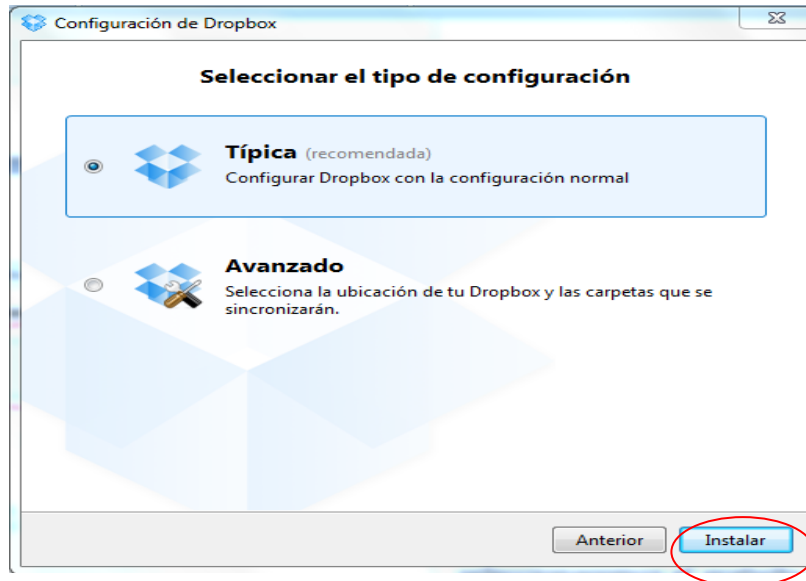 Configuración de Dropbox
Seleccionar el tipo de configuración
Típica (recomendada)
Configurar Dropbox con la configuración normal
Avanzado
Selecciona la ubicación de tu Dropbox y las carpetas que se
sincronizarán.
Anterior Instalar